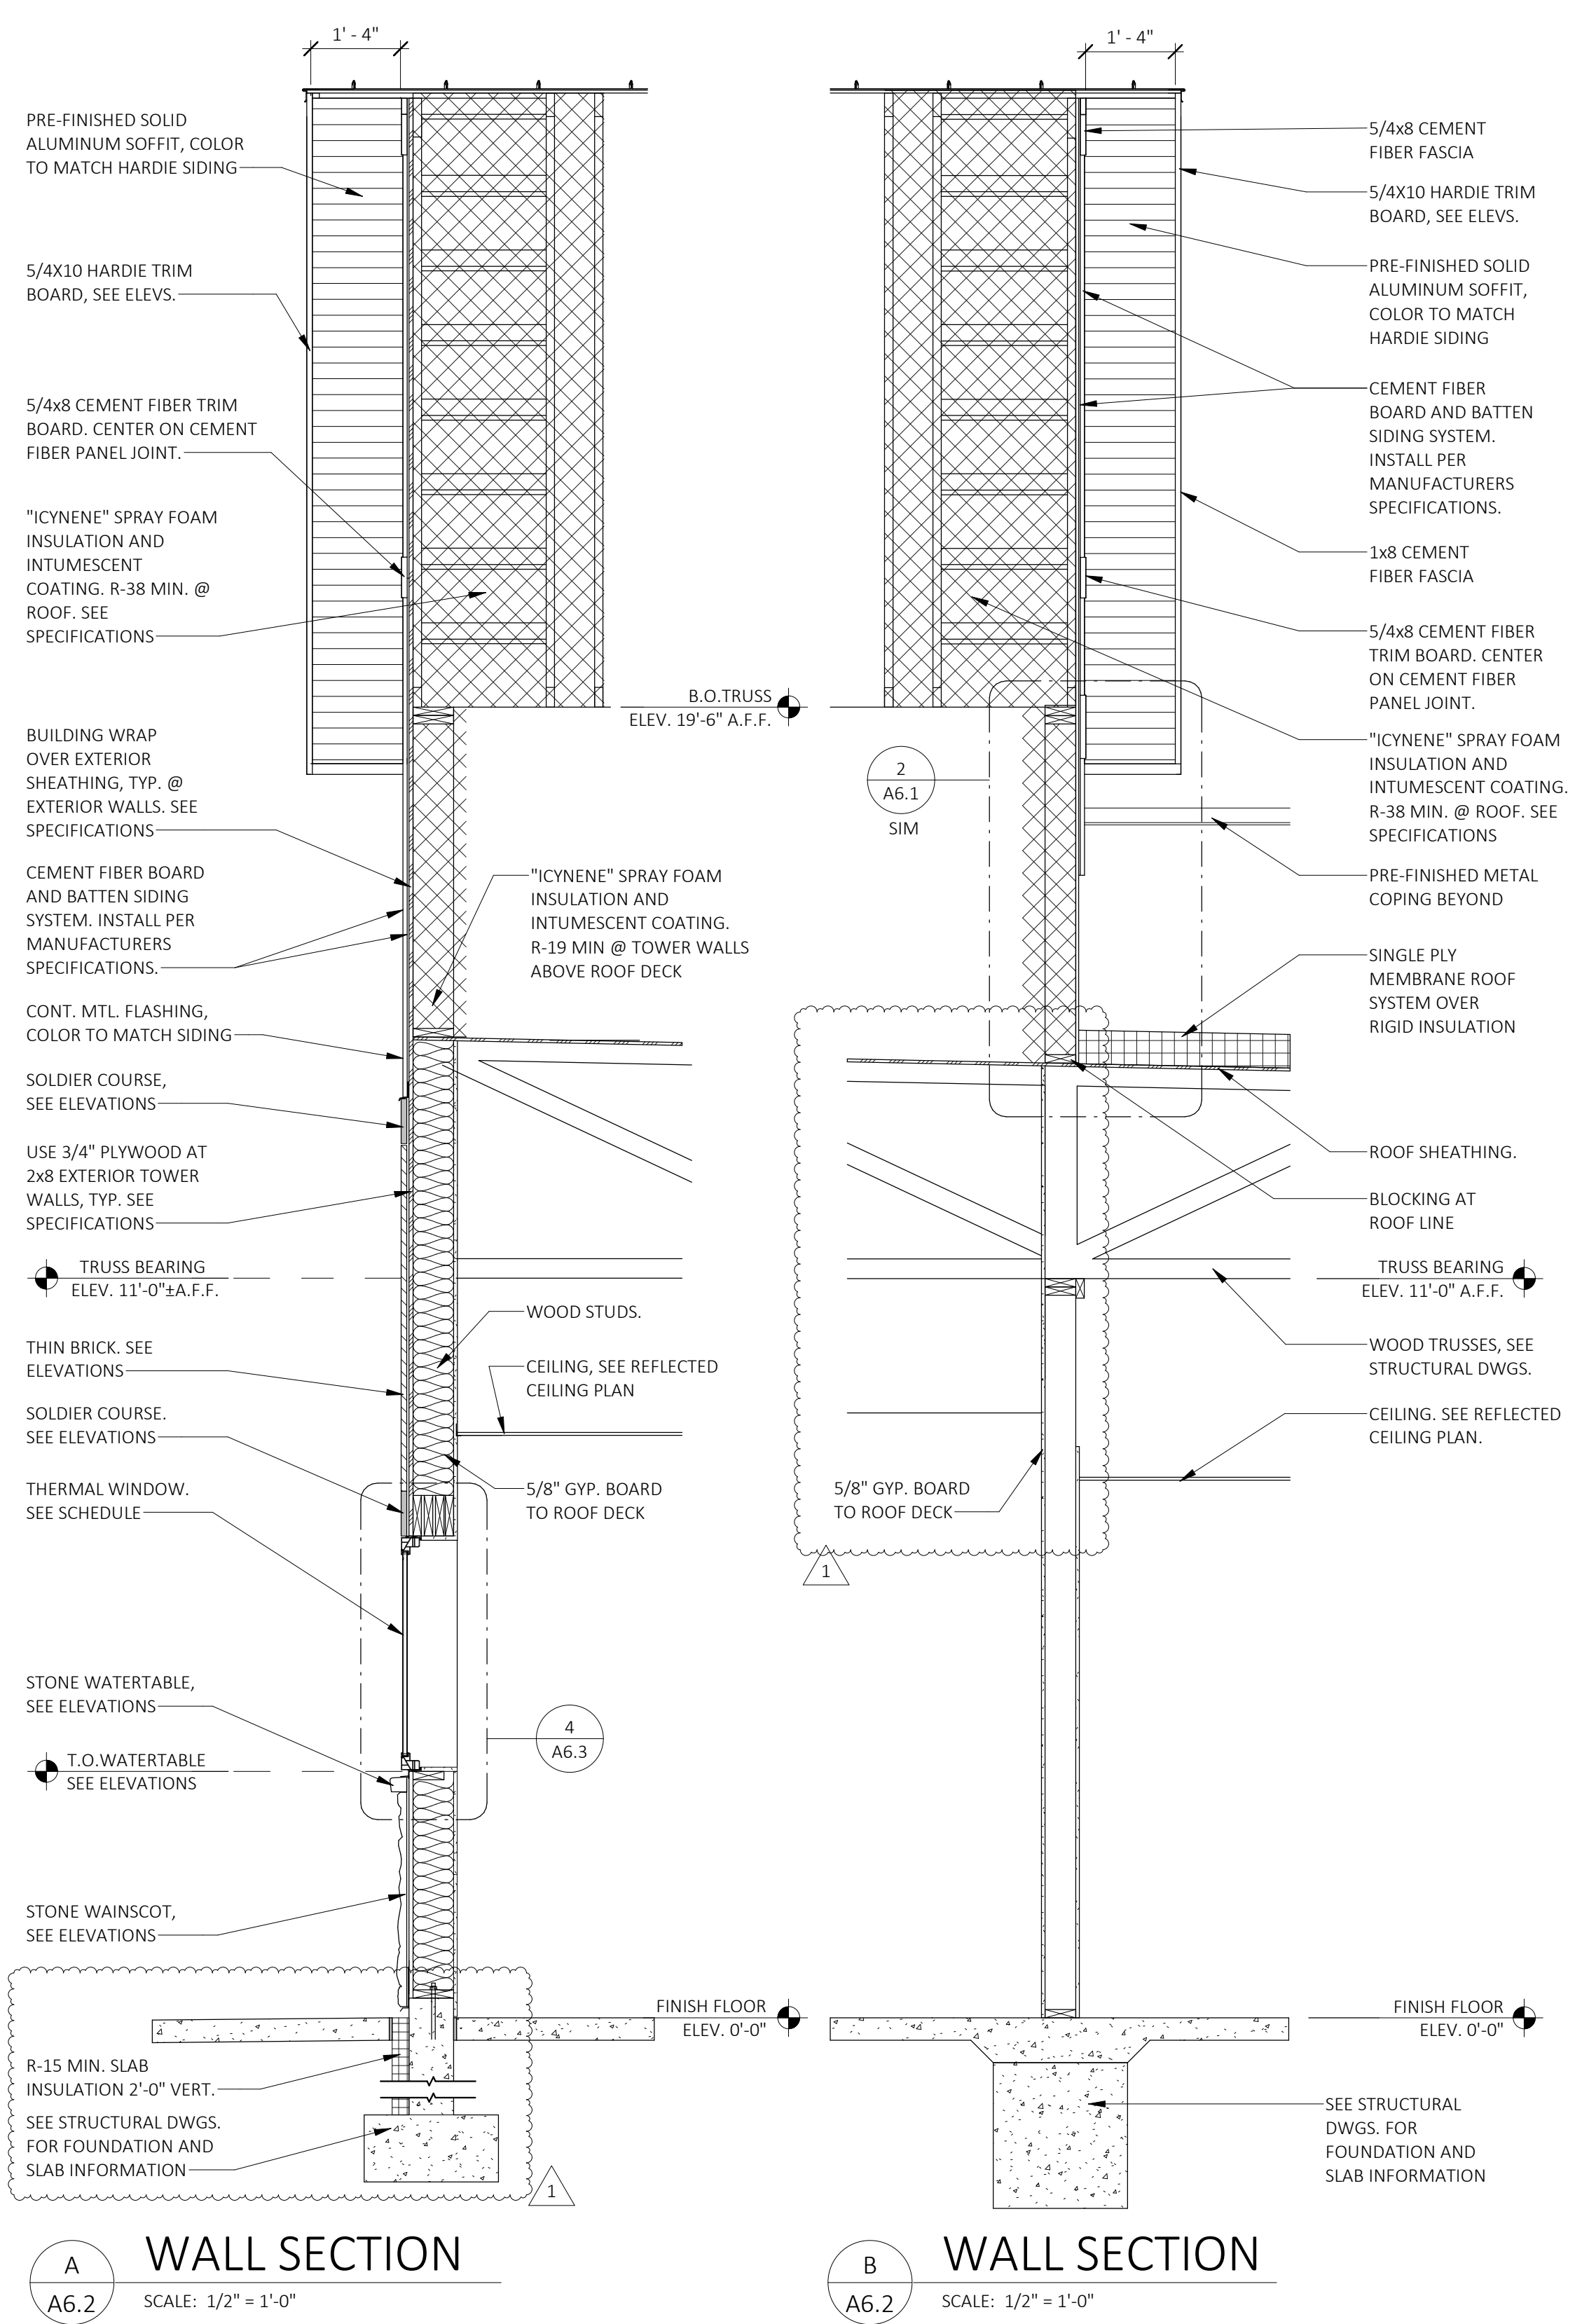 1' - 4"
PRE-FINISHED SOLID
ALUMINUM SOFFIT, COLOR
TO MATCH HARDIE SIDING
5/4X10 HARDIE TRIM
BOARD, SEE ELEVS.
5/4x8 CEMENT FIBER TRIM
BOARD. CENTER ON CEMENT
FIBER PANEL JOINT.
"ICYNENE" SPRAY FOAM
INSULATION AND
INTUMESCENT
COATING. R-38 MIN. @
ROOF. SEE
SPECIFICATIONS
BUILDING WRAP
OVER EXTERIOR
SHEATHING, TYP. @
EXTERIOR WALLS. SEE
SPECIFICATIONS
CEMENT FIBER BOARD
AND BATTEN SIDING
SYSTEM. INSTALL PER
MANUFACTURERS
SPECIFICATIONS.
CONT. MTL. FLASHING,
COLOR TO MATCH SIDING
SOLDIER COURSE,
SEE ELEVATIONS
USE 3/4" PLYWOOD AT
2x8 EXTERIOR TOWER
WALLS, TYP. SEE
SPECIFICATIONS
TRUSS BEARING
ELEV. 11'-0"±A.F.F.
THIN BRICK. SEE
ELEVATIONS
SOLDIER COURSE.
SEE ELEVATIONS
THERMAL WINDOW.
SEE SCHEDULE
STONE WATERTABLE,
SEE ELEVATIONS
T.O.WATERTABLE
SEE ELEVATIONS
STONE WAINSCOT,
SEE ELEVATIONS
R-15 MIN. SLAB
INSULATION 2'-0" VERT.
SEE STRUCTURAL DWGS.
FOR FOUNDATION AND
SLAB INFORMATION
1
B.O.TRUSS
ELEV. 19'-6" A.F.F.
"ICYNENE" SPRAY FOAM
INSULATION AND
INTUMESCENT COATING.
R-19 MIN @ TOWER WALLS
ABOVE ROOF DECK
WOOD STUDS.
CEILING, SEE REFLECTED
CEILING PLAN
5/8" GYP. BOARD
TO ROOF DECK
4
A6.3
FINISH FLOOR
ELEV. 0'-0"
A
A6.2
WALL SECTION
SCALE: 1/2" = 1'-0"
1' - 4"
2
A6.1
SIM
5/8" GYP. BOARD
TO ROOF DECK
1
5/4x8 CEMENT
FIBER FASCIA
5/4X10 HARDIE TRIM
BOARD, SEE ELEVS.
PRE-FINISHED SOLID
ALUMINUM SOFFIT,
COLOR TO MATCH
HARDIE SIDING
CEMENT FIBER
BOARD AND BATTEN
SIDING SYSTEM.
INSTALL PER
MANUFACTURERS
SPECIFICATIONS.
1x8 CEMENT
FIBER FASCIA
5/4x8 CEMENT FIBER
TRIM BOARD. CENTER
ON CEMENT FIBER
PANEL JOINT.
"ICYNENE" SPRAY FOAM
INSULATION AND
INTUMESCENT COATING.
R-38 MIN. @ ROOF. SEE
SPECIFICATIONS
PRE-FINISHED METAL
COPING BEYOND
SINGLE PLY
MEMBRANE ROOF
SYSTEM OVER
RIGID INSULATION
ROOF SHEATHING.
BLOCKING AT
ROOF LINE
TRUSS BEARING
ELEV. 11'-0" A.F.F.
WOOD TRUSSES, SEE
STRUCTURAL DWGS.
CEILING. SEE REFLECTED
CEILING PLAN.
FINISH FLOOR
ELEV. 0'-0"
SEE STRUCTURAL
DWGS. FOR
FOUNDATION AND
SLAB INFORMATION
B
A6.2
WALL SECTION
SCALE: 1/2" = 1'-0"